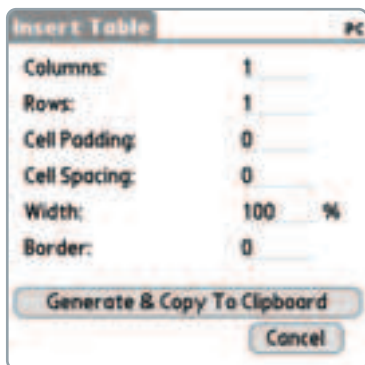 Insert Table PC
Columns: 1
Rows: 1
Cell Padding: 0
Cell Spacing: 0
Width: 100 %
Border: 0
Generate & Copy To Clipboard
Cancel